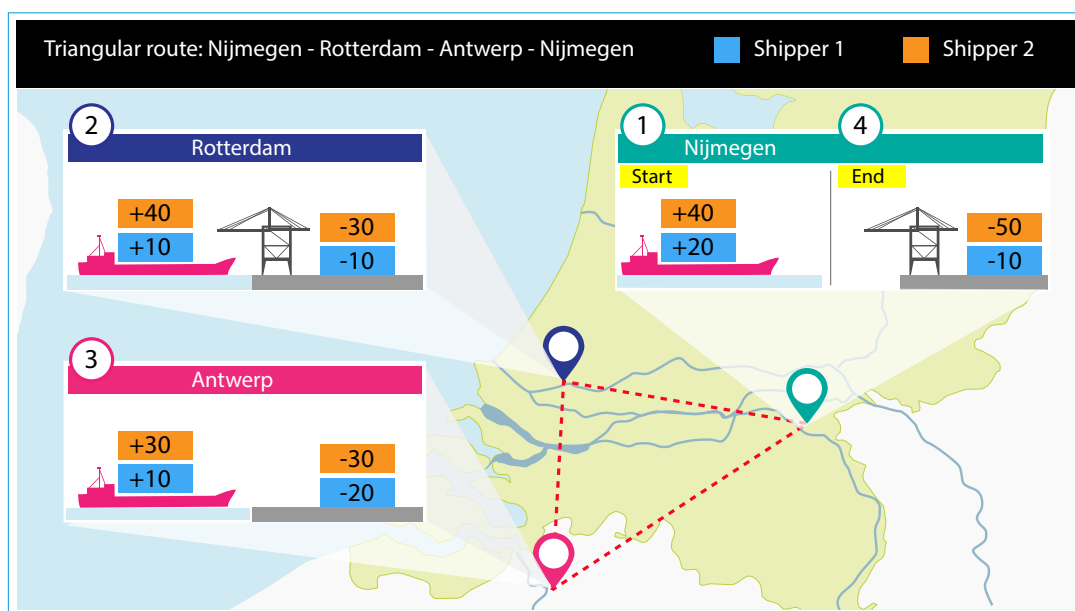 Triangular route: Nijmegen - Rotterdam - Antwerp - Nijmegen
Shipper 1
Shipper 2
2
Rotterdam
+40
+10
-30
-10
1
4
Nijmegen
Start
End
+40
+20
-50
-10
3
Antwerp
+30
+10
-30
-20